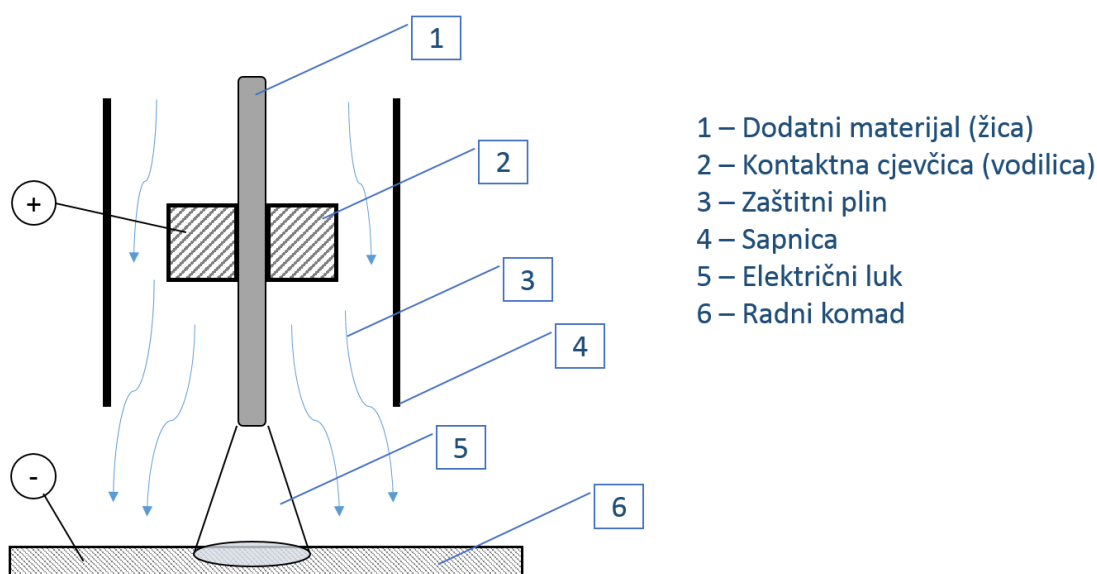 1
2
+
3
4
5
-
6
1 – Dodatni materijal (žica)
2 – Kontaktna cjevčica (vodilica)
3 – Zaštitni plin
4 – Sapnica
5 – Električni luk
6 – Radni komad